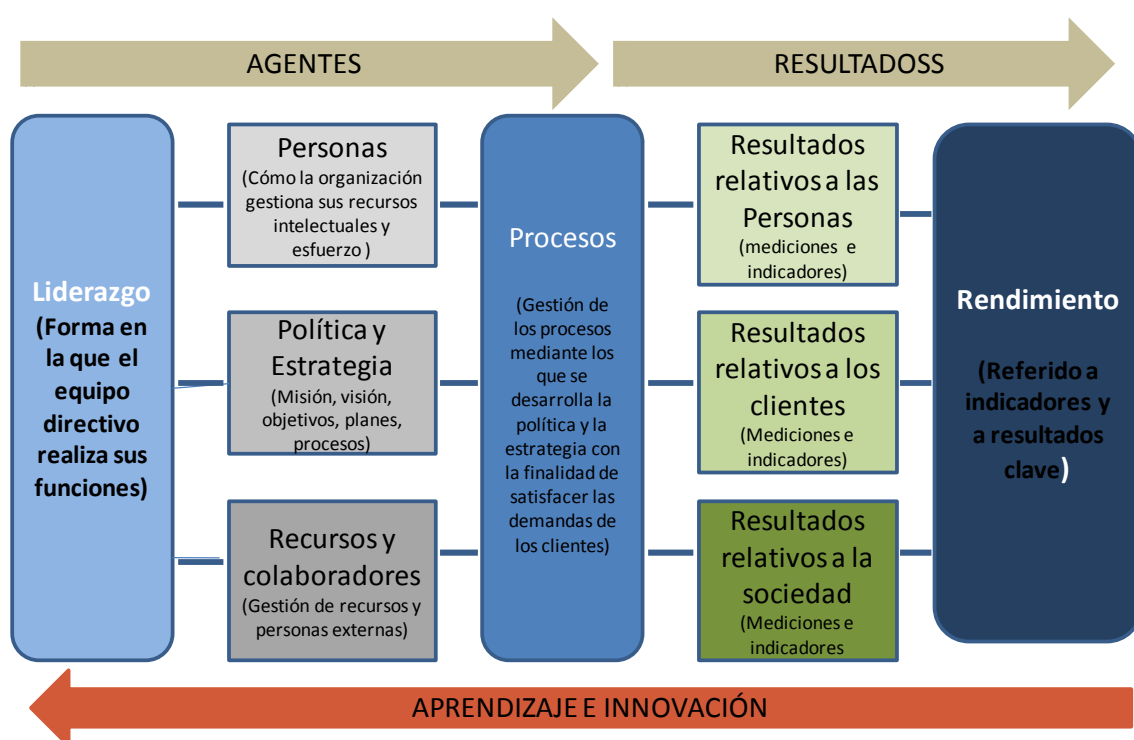 AGENTES
RESULTADOSS
Liderazgo
(Forma en
la que el
equipo
directivo
realiza sus
funciones)
Personas
(Cómo la organización
gestiona sus recursos
intelectuales y
esfuerzo )
Política y
Estrategia
(Misión, visión,
objetivos, planes,
procesos)
Recursos y
colaboradores
(Gestión de recursos y
personas externas)
Procesos
(Gestión de
los procesos
mediante los
que se
desarrolla la
política y la
estrategia con
la finalidad de
satisfacer las
demandas de
los clientes)
Resultados
relativos a las
Personas
(mediciones e
indicadores)
Resultados
relativos a los
clientes
(Mediciones e
indicadores)
Resultados
relativos a la
sociedad
(Mediciones e
indicadores
Rendimiento
(Referido a
indicadores y
a resultados
clave)
APRENDIZAJE E INNOVACIÓN